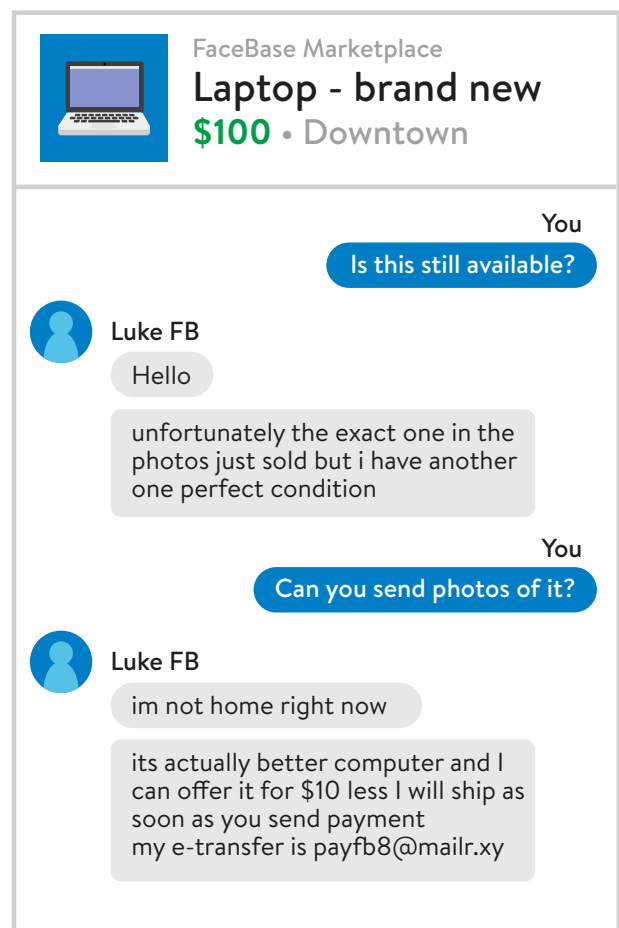 FaceBase Marketplace
Laptop - brand new
$100 • Downtown
You
Is this still available?
Luke FB
Hello
unfortunately the exact one in the
photos just sold but i have another
one perfect condition
You
Can you send photos of it?
Luke FB
im not home right now
its actually better computer and I
can offer it for $10 less I will ship as
soon as you send payment
my e-transfer is payfb8@mailr.xy